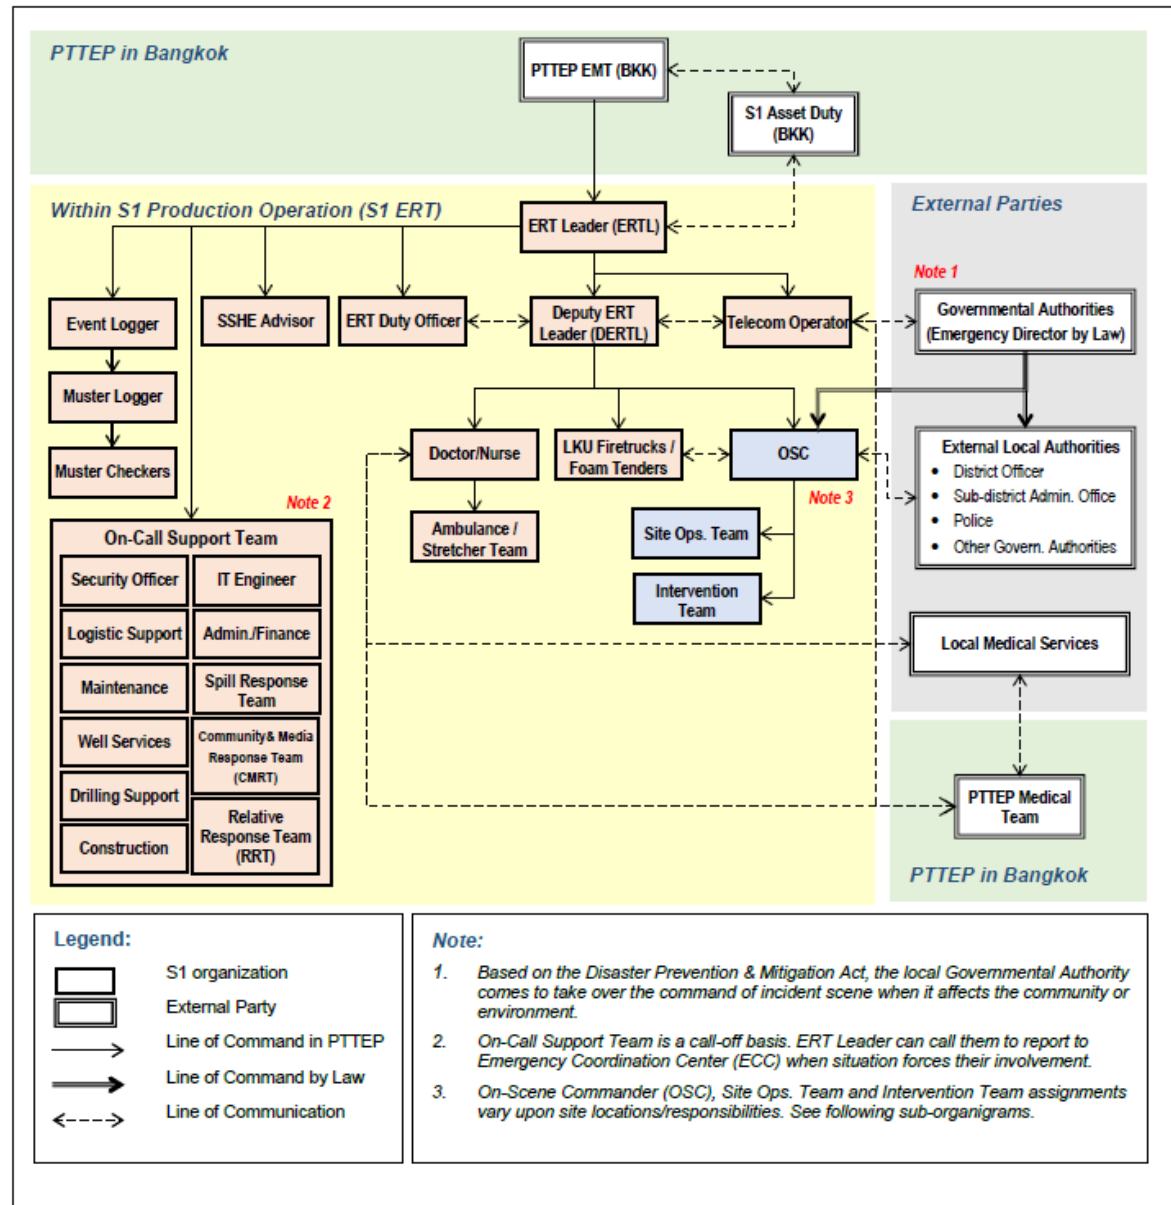 PTTEP in Bangkok
PTTEP EMT (BKK)
S1 Asset Duty
(BKK)
Within S1 Production Operation (S1 ERT)
ERT Leader (ERTL)
External Parties
Note 1
Event Logger
SSHE Advisor
ERT Duty Officer
Deputy ERT
Leader (DERTL)
Telecom Operator
Governmental Authorities
(Emergency Director by Law)
Muster Logger
Muster Checkers
Doctor/Nurse
LKU Firetrucks /
Foam Tenders
OSC
External Local Authorities
• District Officer
• Sub-district Admin. Office
• Police
• Other Govern. Authorities
Note 2
Note 3
Ambulance /
Stretcher Team
Site Ops. Team
Intervention
Team
On-Call Support Team
Security Officer
IT Engineer
Logistic Support
Admin./Finance
Maintenance
Spill Response
Team
Well Services
Community& Media
Response Team
(CMRT)
Drilling Support
Relative
Response Team
(RRT)
Construction
Local Medical Services
PTTEP Medical
Team
PTTEP in Bangkok
Legend:
S1 organization
External Party
Line of Command in PTTEP
Line of Command by Law
Line of Communication
Note:
1. Based on the Disaster Prevention & Mitigation Act, the local Governmental Authority
comes to take over the command of incident scene when it affects the community or
environment.
2. On-Call Support Team is a call-off basis. ERT Leader can call them to report to
Emergency Coordination Center (ECC) when situation forces their involvement.
3. On-Scene Commander (OSC), Site Ops. Team and Intervention Team assignments
vary upon site locations/responsibilities. See following sub-organigrams.